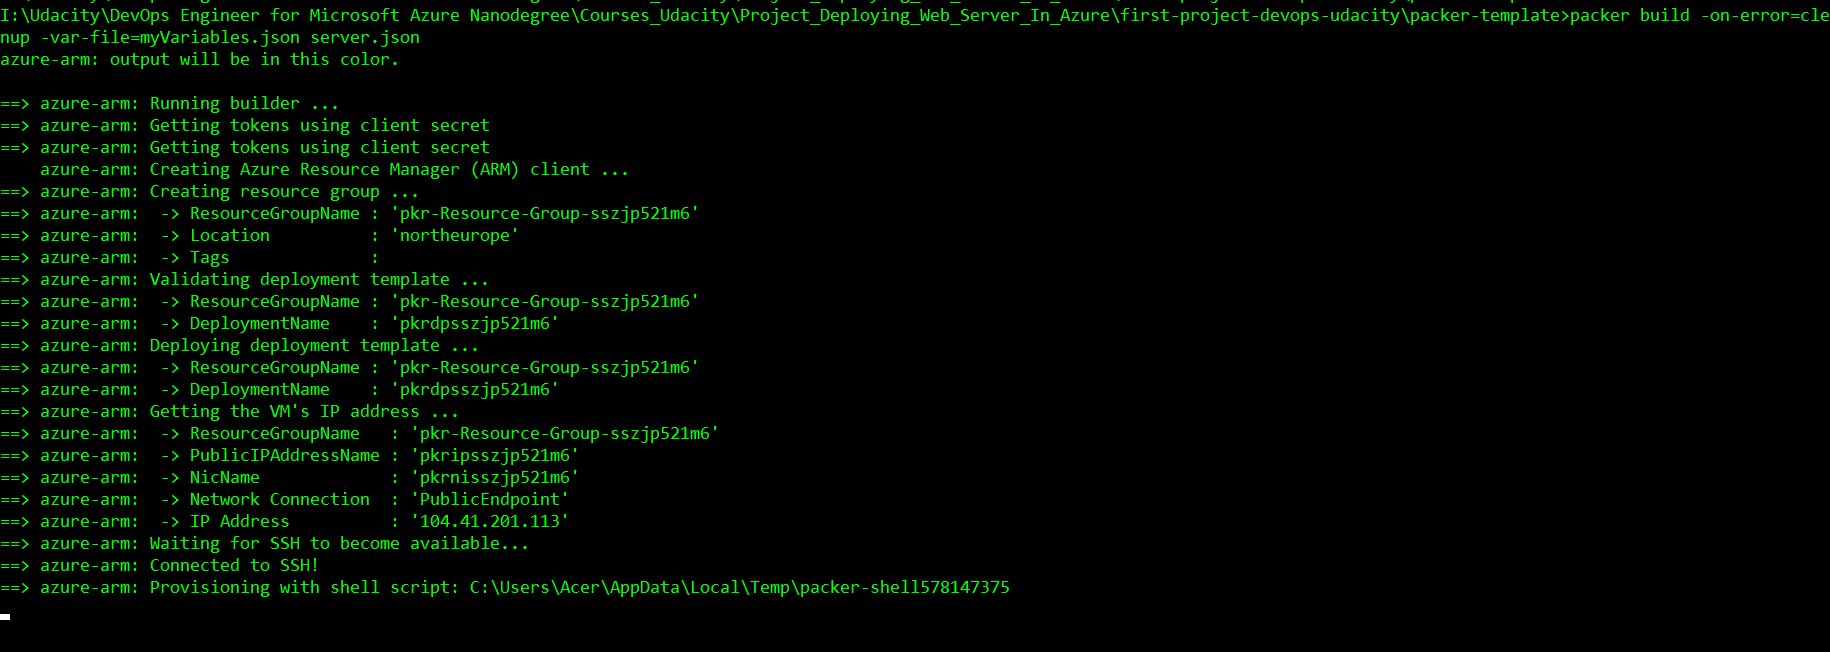 I:\Udacity\DevOps Engineer for Microsoft Azure Nanodegree\Courses_Udacity\Project_Deploying_Web_Server_In_Azure\first-project-devops-udacity\packer-template>packer build -on-error=cle
nup -var-file=myVariables.json server.json
azure-arm: output will be in this color.
==> azure-arm: Running builder ...
==> azure-arm: Getting tokens using client secret
==> azure-arm: Getting tokens using client secret
    azure-arm: Creating Azure Resource Manager (ARM) client ...
==> azure-arm: Creating resource group ...
==> azure-arm:  -> ResourceGroupName : 'pkr-Resource-Group-sszjp521m6'
==> azure-arm:  -> Location          : 'northeurope'
==> azure-arm:  -> Tags              :
==> azure-arm: Validating deployment template ...
==> azure-arm:  -> ResourceGroupName : 'pkr-Resource-Group-sszjp521m6'
==> azure-arm:  -> DeploymentName    : 'pkrdpsszjp521m6'
==> azure-arm: Deploying deployment template ...
==> azure-arm:  -> ResourceGroupName : 'pkr-Resource-Group-sszjp521m6'
==> azure-arm:  -> DeploymentName    : 'pkrdpsszjp521m6'
==> azure-arm: Getting the VM's IP address ...
==> azure-arm:  -> ResourceGroupName   : 'pkr-Resource-Group-sszjp521m6'
==> azure-arm:  -> PublicIPAddressName : 'pkripsszjp521m6'
==> azure-arm:  -> NicName             : 'pkrnisszjp521m6'
==> azure-arm:  -> Network Connection  : 'PublicEndpoint'
==> azure-arm:  -> IP Address          : '104.41.201.113'
==> azure-arm: Waiting for SSH to become available...
==> azure-arm: Connected to SSH!
==> azure-arm: Provisioning with shell script: C:\Users\Acer\AppData\Local\Temp\packer-shell578147375